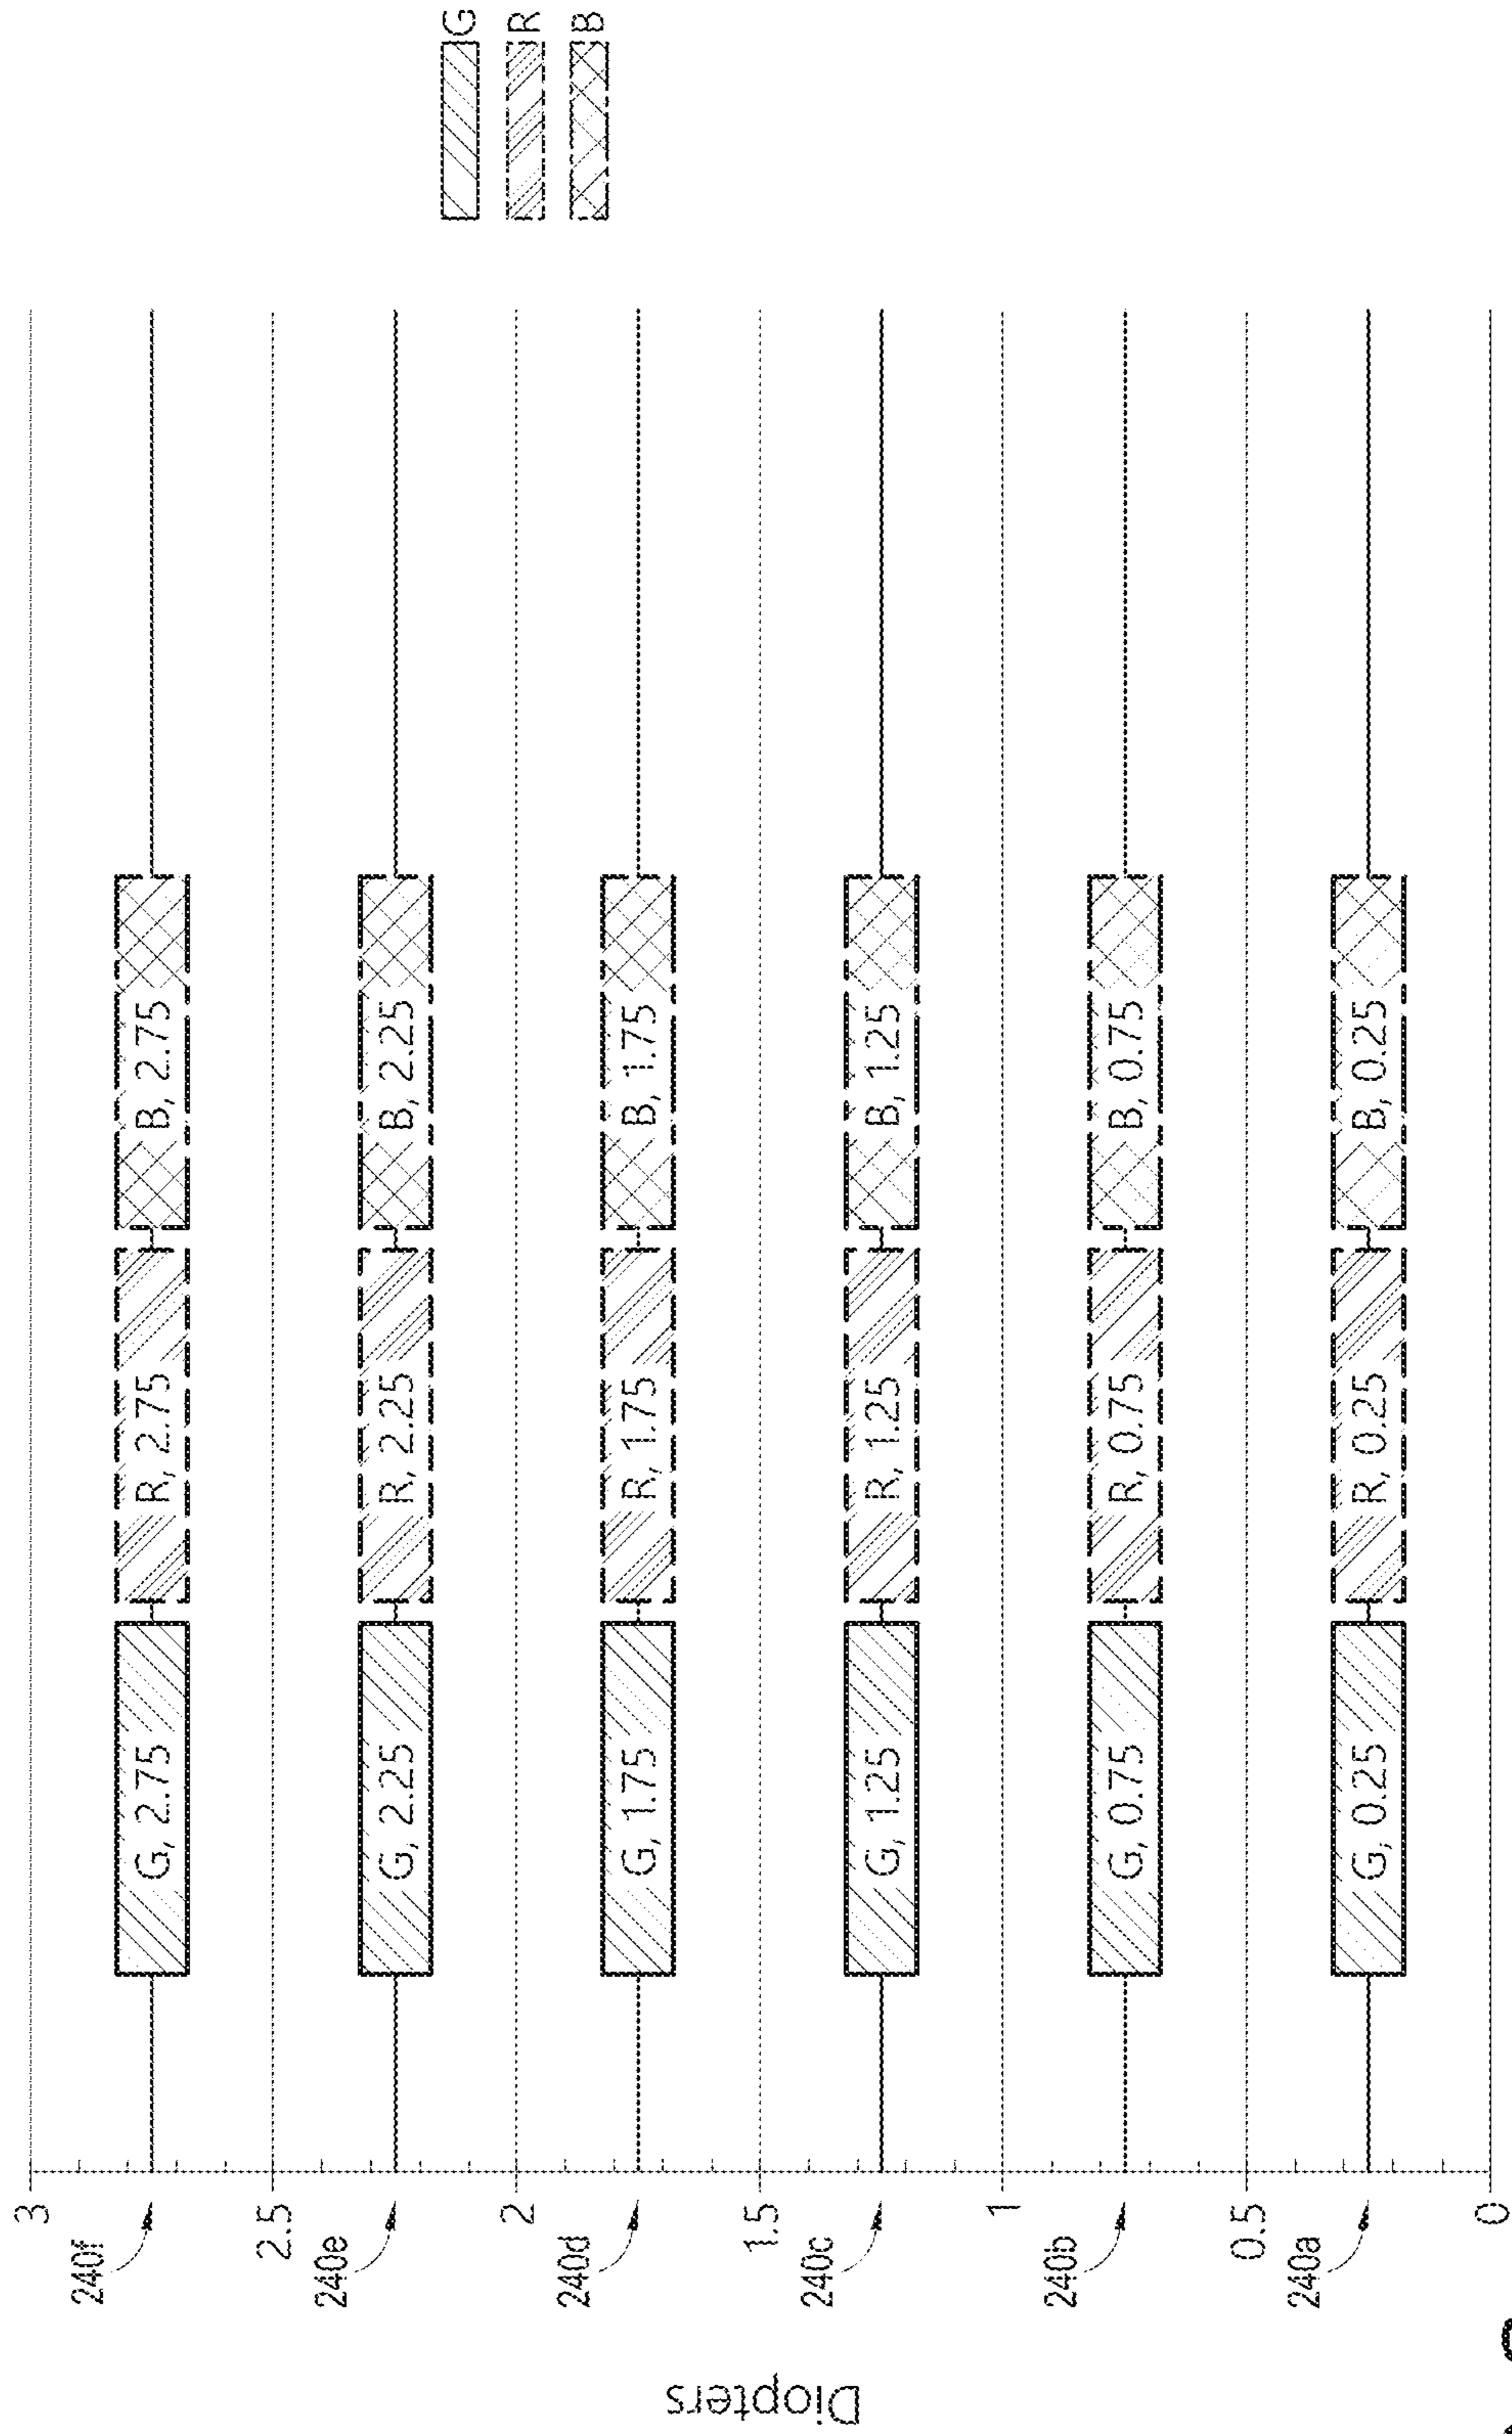 Diopters
3
240f
G, 2.75 R, 2.75 B, 2.75
2.5
240e
G, 2.25 R, 2.25 B, 2.25
2
240d
G, 1.75 R, 1.75 B, 1.75
1.5
240c
G, 1.25 R, 1.25 B, 1.25
1
240b
G, 0.75 R, 0.75 B, 0.75
0.5
240a
G, 0.25 R, 0.25 B, 0.25
0
G
R
B